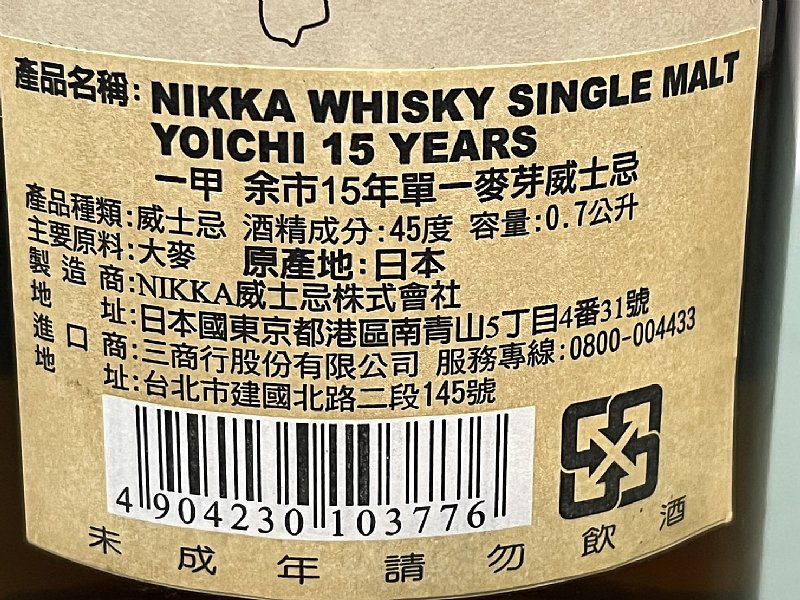 產品名稱: NIKKA WHISKY SINGLE MALT
YOICHI 15 YEARS
一甲 余市15年單一麥芽威士忌
產品種類:威士忌 酒精成分:45度 容量:0.7公升
主要原料:大麥 原產地:日本
製造商:NIKKA威士忌株式會社
地址:日本國東京都港區南青山5丁目4番31號
進口商:三商行股份有限公司 服務專線:0800-004433
地址:台北市建國北路二段145號
4 904230 103776
未成年請勿飲酒